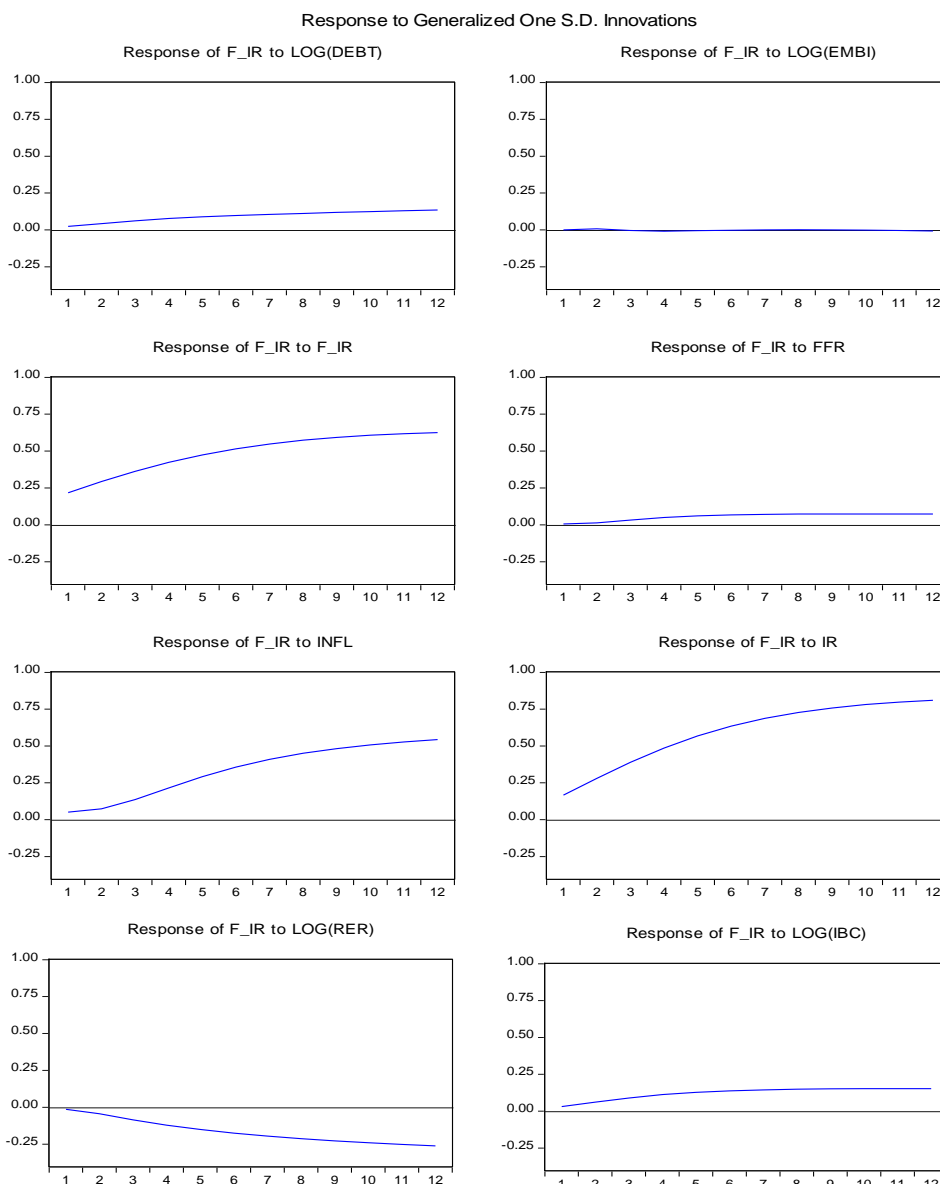 Response to Generalized One S.D. Innovations
Response of F_IR to LOG(DEBT)
1.00
0.75
0.50
0.25
0.00
-0.25
1 2 3 4 5 6 7 8 9 10 11 12
Response of F_IR to LOG(EMBI)
1.00
0.75
0.50
0.25
0.00
-0.25
1 2 3 4 5 6 7 8 9 10 11 12
Response of F_IR to F_IR
1.00
0.75
0.50
0.25
0.00
-0.25
1 2 3 4 5 6 7 8 9 10 11 12
Response of F_IR to FFR
1.00
0.75
0.50
0.25
0.00
-0.25
1 2 3 4 5 6 7 8 9 10 11 12
Response of F_IR to INFL
1.00
0.75
0.50
0.25
0.00
-0.25
1 2 3 4 5 6 7 8 9 10 11 12
Response of F_IR to IR
1.00
0.75
0.50
0.25
0.00
-0.25
1 2 3 4 5 6 7 8 9 10 11 12
Response of F_IR to LOG(RER)
1.00
0.75
0.50
0.25
0.00
-0.25
1 2 3 4 5 6 7 8 9 10 11 12
Response of F_IR to LOG(IBC)
1.00
0.75
0.50
0.25
0.00
-0.25
1 2 3 4 5 6 7 8 9 10 11 12